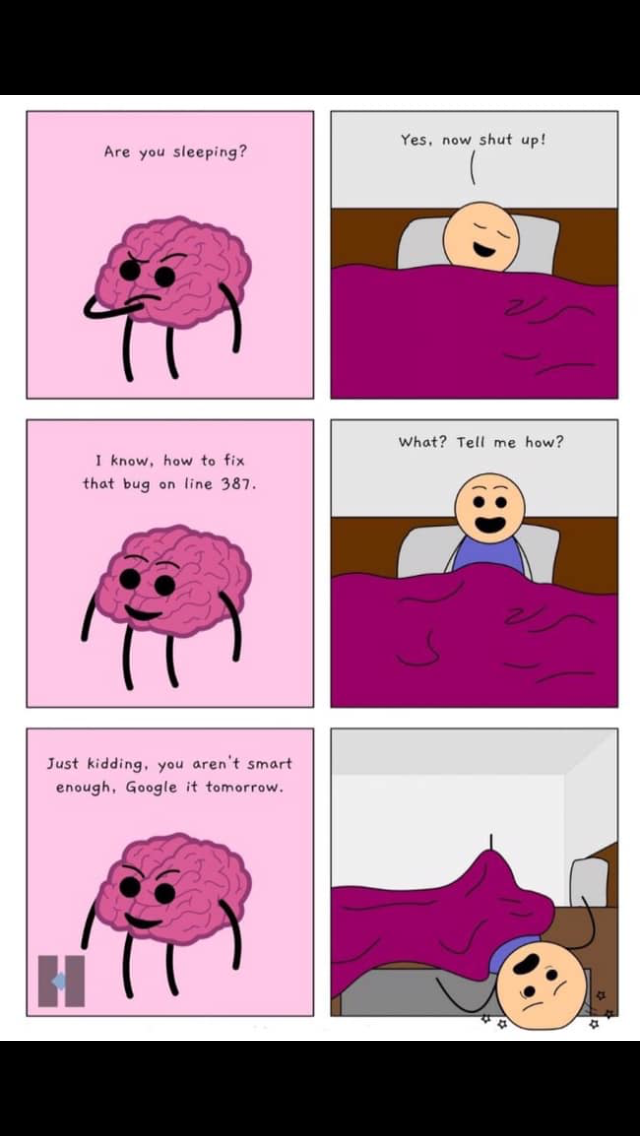 Are you sleeping?
Yes, now shut up!
I know, how to fix
that bug on line 387.
What? Tell me how?
Just kidding, you aren't smart
enough, Google it tomorrow.